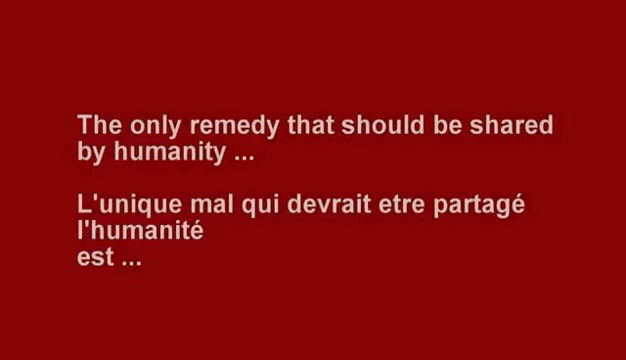 The only remedy that should be shared
by humanity ...
L'unique mal qui devrait etre partagé
l'humanité
est ...